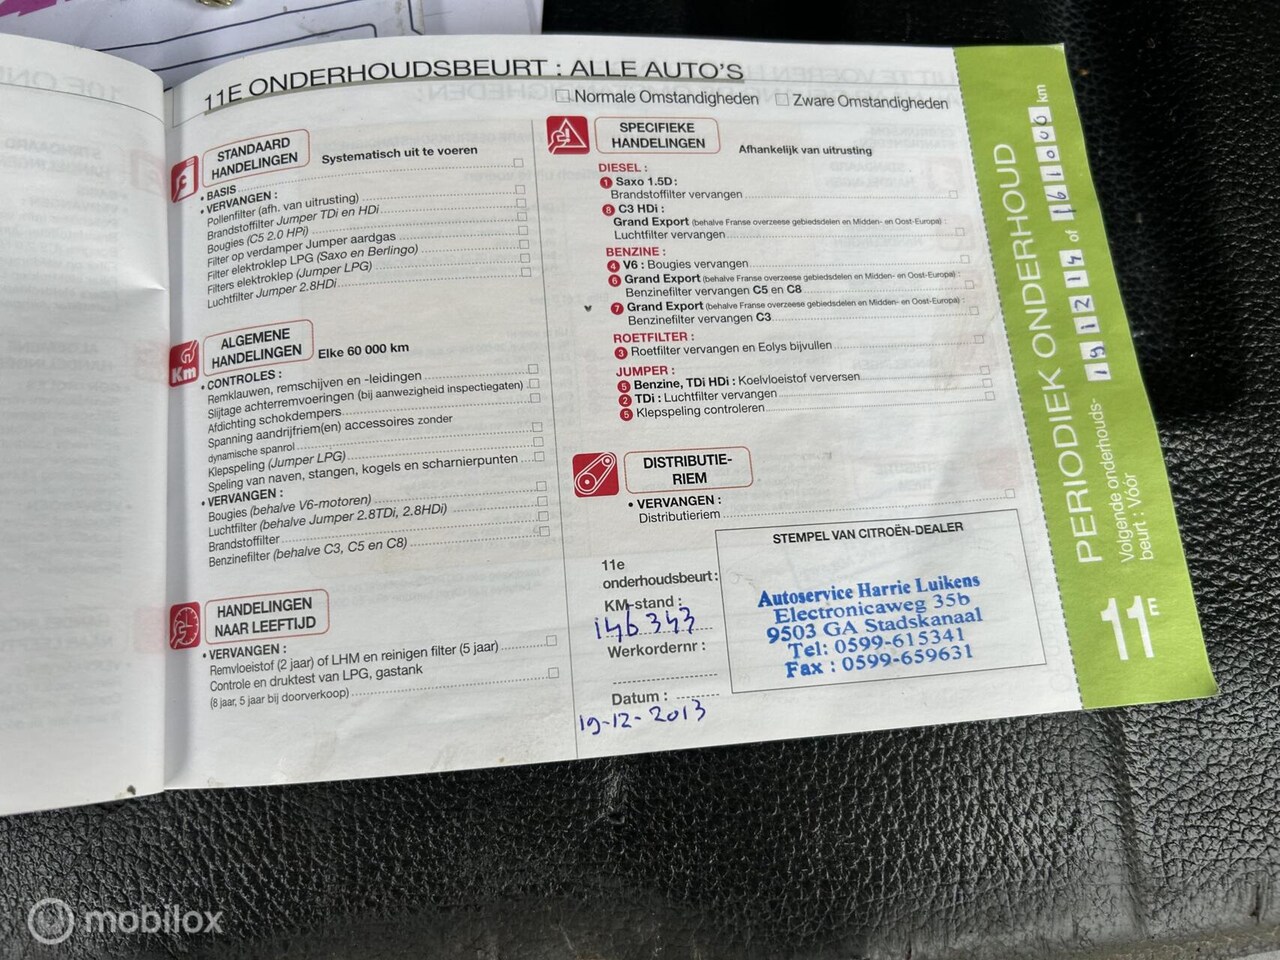 11E ONDERHOUDSBEURT : ALLE AUTO'S
Normale Omstandigheden
Zware Omstandigheden
STANDAARD
HANDELINGEN
Systematisch uit te voeren
• BASIS
• VERVANGEN :
Pollenfilter (afh. van uitrusting)
Brandstoffilter Jumper TDi en HDi
Bougies (C5 2.0 HPi)
Filter op verdamper Jumper aardgas
Filter elektroklep LPG (Saxo en Berlingo)
Filters elektroklep (Jumper LPG)
Luchtfilter Jumper 2.8HDi
Km
ALGEMENE
HANDELINGEN
Elke 60 000 km
• CONTROLES :
Remklauwen, remschijven en -leidingen
Slijtage achterremvoeringen (bij aanwezigheid inspectiegaten)
Afdichting schokdempers
Spanning aandrijfriem(en) accessoires zonder
dynamische spanrol
Klepspeling (Jumper LPG)
Speling van naven, stangen, kogels en scharnierpunten
• VERVANGEN :
Bougies (behalve V6-motoren)
Luchtfilter (behalve Jumper 2.8TDi, 2.8HDi)
Brandstoffilter
Benzinefilter (behalve C3, C5 en C8)
HANDELINGEN
NAAR LEEFTIJD
• VERVANGEN :
Remvloeistof (2 jaar) of LHM en reinigen filter (5 jaar)
Controle en druktest van LPG, gastank
(8 jaar, 5 jaar bij doorverkoop)
SPECIFIEKE
HANDELINGEN
Afhankelijk van uitrusting
DIESEL :
1 Saxo 1.5D :
Brandstoffilter vervangen
8 C3 HDi :
Grand Export (behalve Franse overzeese gebiedsdelen en Midden- en Oost-Europa) :
Luchtfilter vervangen
BENZINE :
4 V6 : Bougies vervangen
6 Grand Export (behalve Franse overzeese gebiedsdelen en Midden- en Oost-Europa) :
Benzinefilter vervangen C5 en C8
7 Grand Export (behalve Franse overzeese gebiedsdelen en Midden- en Oost-Europa) :
Benzinefilter vervangen C3
ROETFILTER :
3 Roetfilter vervangen en Eolys bijvullen
JUMPER :
5 Benzine, TDi HDi : Koelvloeistof verversen
2 TDi : Luchtfilter vervangen
5 Klepspeling controleren
DISTRIBUTIE-
RIEM
• VERVANGEN :
Distributieriem
11e
onderhoudsbeurt :
KM-stand :
146343
Werkordernr :
Datum :
19-12-2013
STEMPEL VAN CITROËN-DEALER
Autoservice Harrie Luikens
Electronicaweg 35b
9503 GA Stadskanaal
Tel: 0599-615341
Fax : 0599-659631
PERIODIEK ONDERHOUD
Volgende onderhouds-
beurt : Vóór
191214 of 161000 km
11E
mobilox